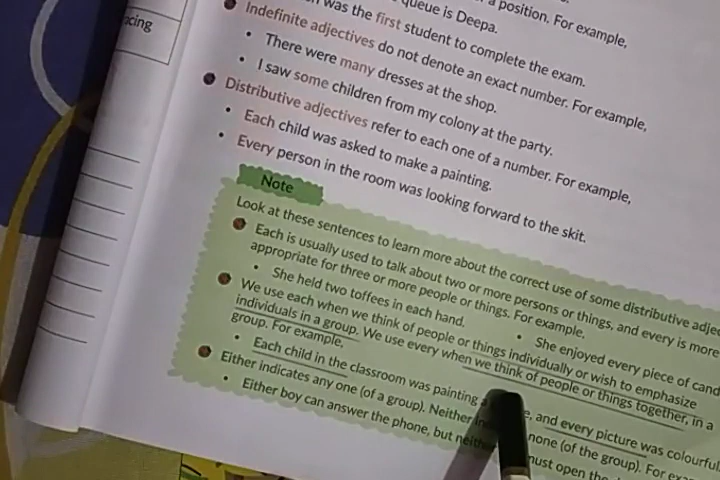 a position. For example,
queue is Deepa.
was the first student to complete the exam.
Indefinite adjectives do not denote an exact number. For example,
• There were many dresses at the shop.
• I saw some children from my colony at the party.
Distributive adjectives refer to each one of a number. For example,
• Each child was asked to make a painting.
• Every person in the room was looking forward to the skit.
Note
Look at these sentences to learn more about the correct use of some distributive
Each is usually used to talk about two or more persons or things, and every is more
appropriate for three or more people or things. For example,
• She held two toffees in each hand. • She enjoyed every piece of
We use each when we think of people or things individually or wish to emphasize
individuals in a group. We use every when we think of people or things together, in a
group. For example,
• Each child in the classroom was painting a and every picture was
Either indicates any one (of a group). Neither none (of the group). For
• Either boy can answer the phone, but must open the